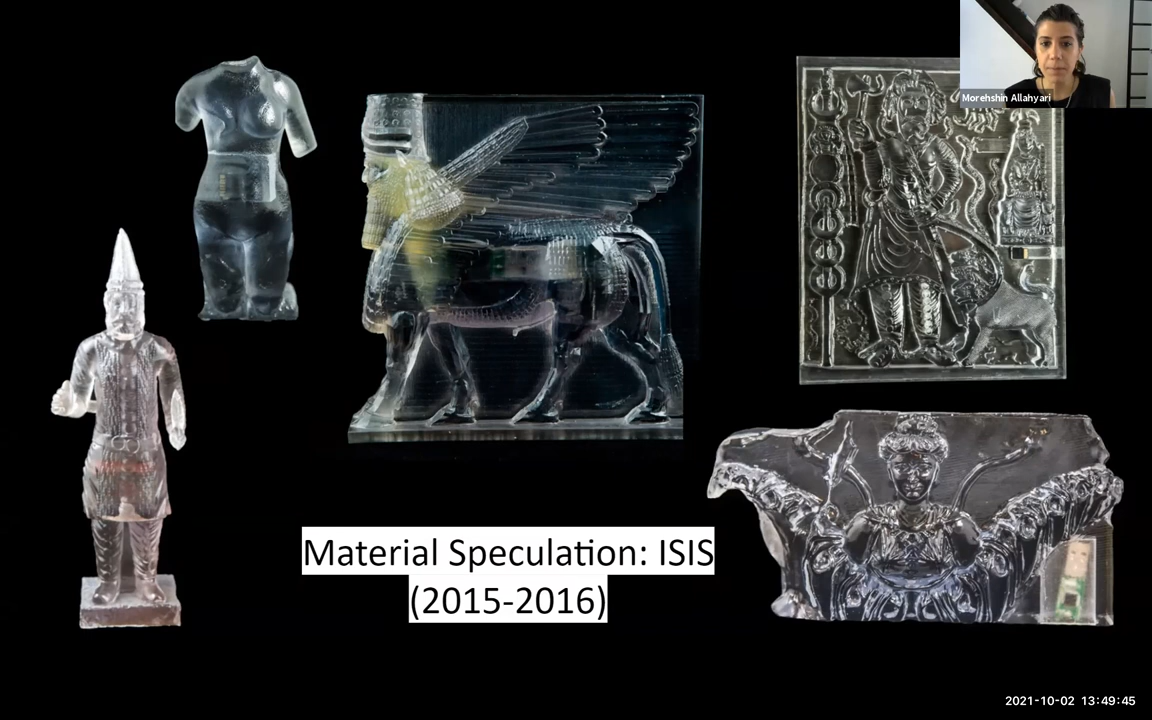 Morehshin Allahyari
Material Speculation: ISIS
(2015-2016)
2021-10-02 13:49:45